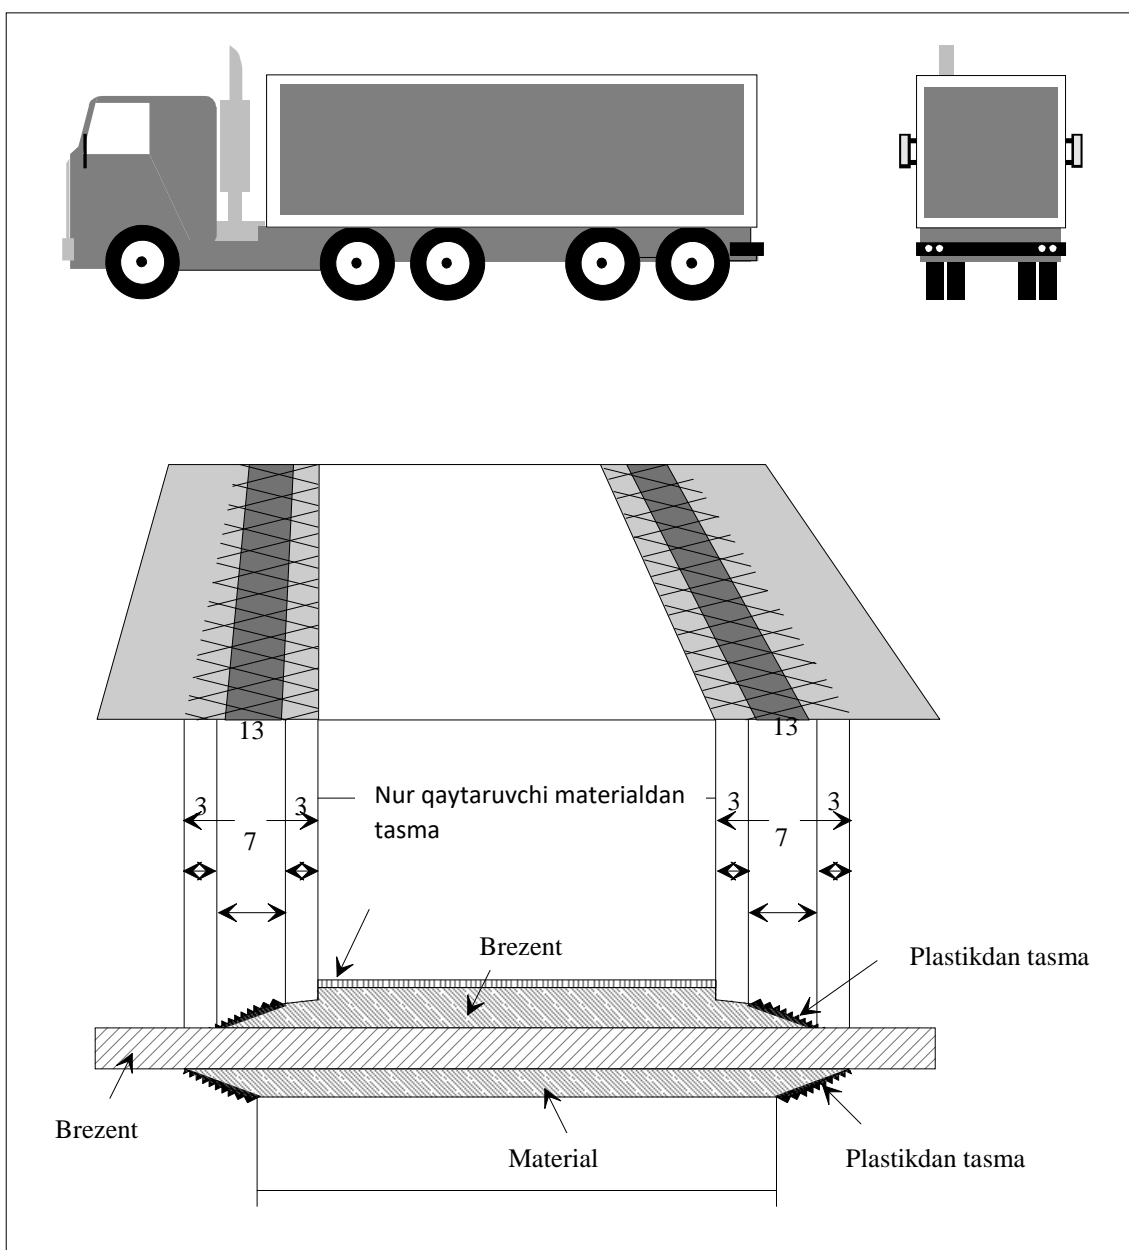 13 13
3 3 3 3
Nur qaytaruvchi materialdan
tasma
7 7
Brezent
Plastikdan tasma
Brezent
Material
Plastikdan tasma